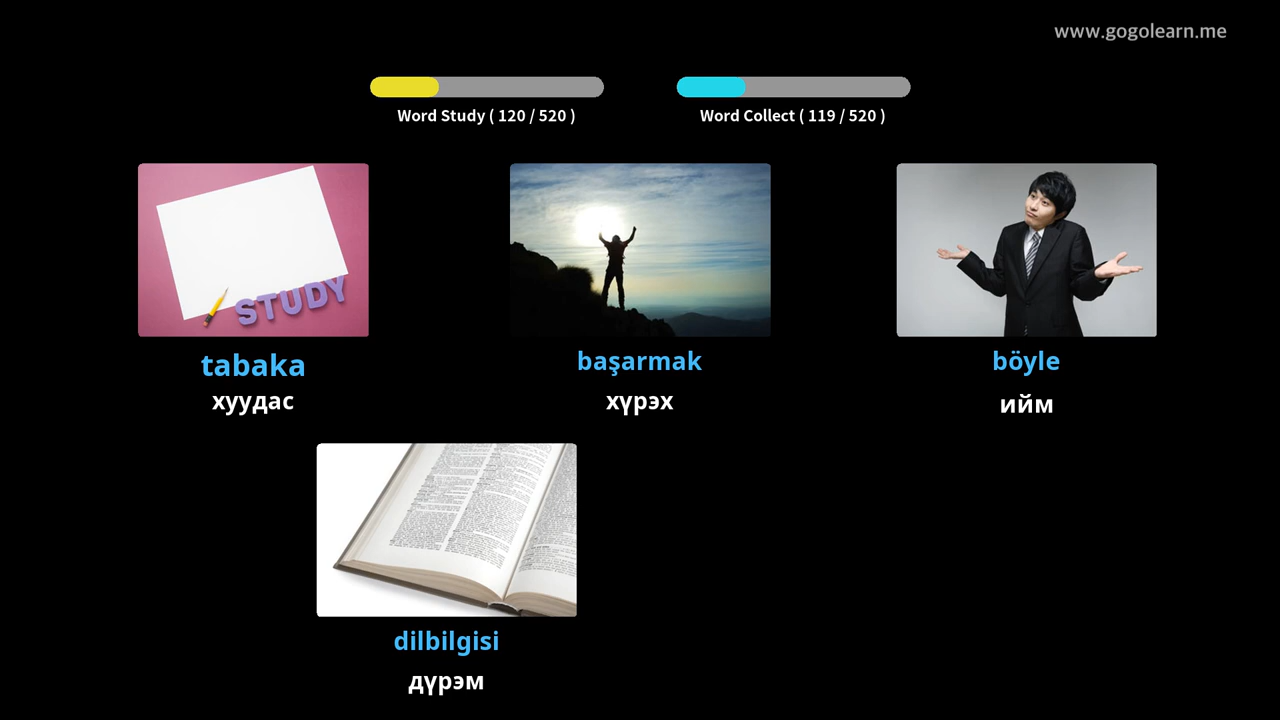 www.gogolearn.me
Word Study ( 120 / 520 )
Word Collect ( 119 / 520 )
STUDY
tabaka
хуудас
başarmak
хүрэх
böyle
ийм
dilbilgisi
дүрэм